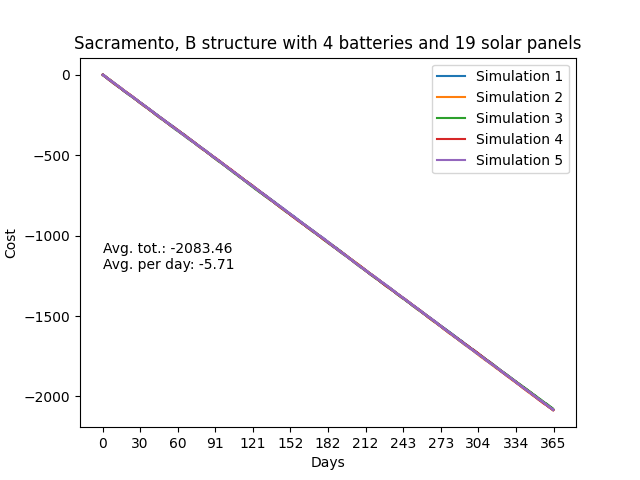 Sacramento, B structure with 4 batteries and 19 solar panels
0
−500
−1000
−1500
−2000
Cost
Simulation 1
Simulation 2
Simulation 3
Simulation 4
Simulation 5
Avg. tot.: -2083.46
Avg. per day: -5.71
0 30 60 91 121 152 182 212 243 273 304 334 365
Days